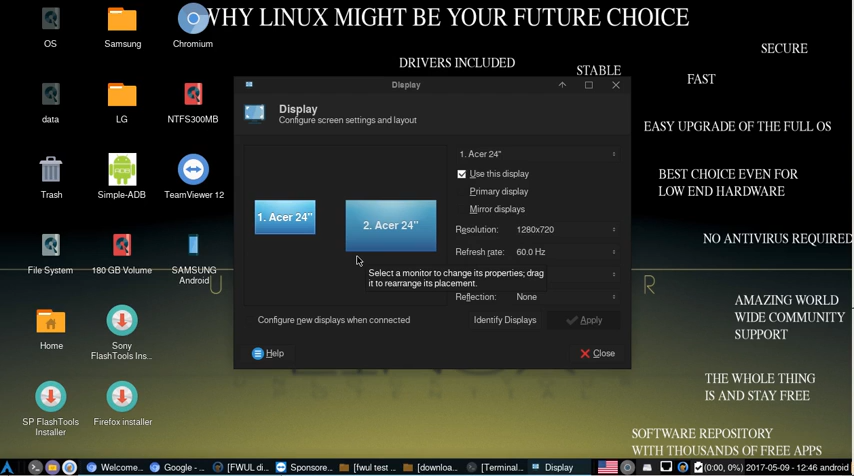 WHY LINUX MIGHT BE YOUR FUTURE CHOICE
OS
Samsung
Chromium
SECURE
DRIVERS INCLUDED
STABLE
FAST
data
LG
NTFS300MB
EASY UPGRADE OF THE FULL OS
BEST CHOICE EVEN FOR
LOW END HARDWARE
Trash
Simple-ADB
TeamViewer 12
NO ANTIVIRUS REQUIRED
File System
180 GB Volume
SAMSUNG
Android
U
R
AMAZING WORLD
WIDE COMMUNITY
SUPPORT
Home
Sony
FlashTools Ins...
THE WHOLE THING
IS AND STAY FREE
SP FlashTools
Installer
Firefox installer
SOFTWARE REPOSITORY
WITH THOUSANDS OF FREE APPS
Display
Display
Configure screen settings and layout
1. Acer 24"
2. Acer 24"
1. Acer 24"
Use this display
Primary display
Mirror displays
Resolution: 1280x720
Refresh rate: 60.0 Hz
Select a monitor to change its properties; drag
it to rearrange its placement.
Reflection: None
Configure new displays when connected
Identify Displays
Apply
Help
Close
Welcome...
Google - ...
[FWUL di...
Sponsore...
[fwul test ...
[downloa...
[Terminal...
Display
(0:00, 0%) 2017-05-09 - 12:46 android